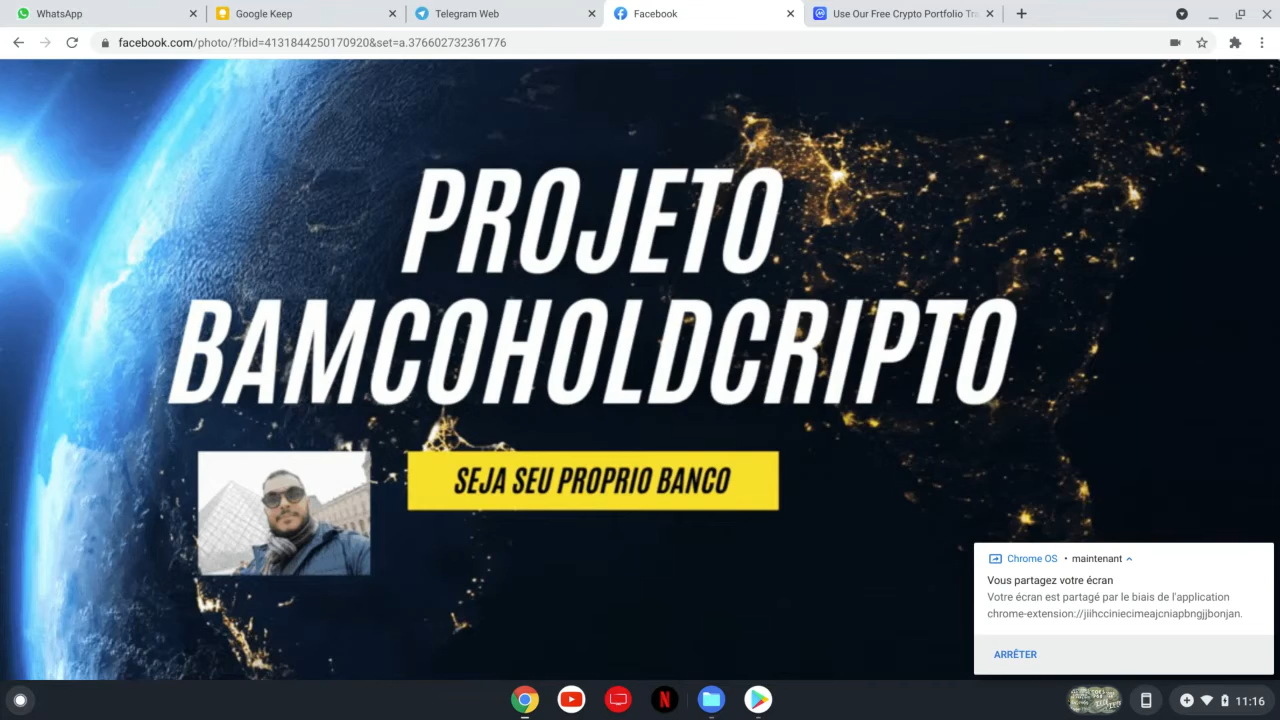 WhatsApp
Google Keep
Telegram Web
Facebook
Use Our Free Crypto Portfolio Tra
facebook.com/photo/?fbid=4131844250170920&set=a.376602732361776
PROJETO
BAMCOHOLDCRIPTO
SEJA SEU PROPRIO BANCO
Chrome OS • maintenant
Vous partagez votre écran
Votre écran est partagé par le biais de l'application
chrome-extension://jiihcciniecimeajcniapbngjjbonjan.
ARRÊTER
11:16